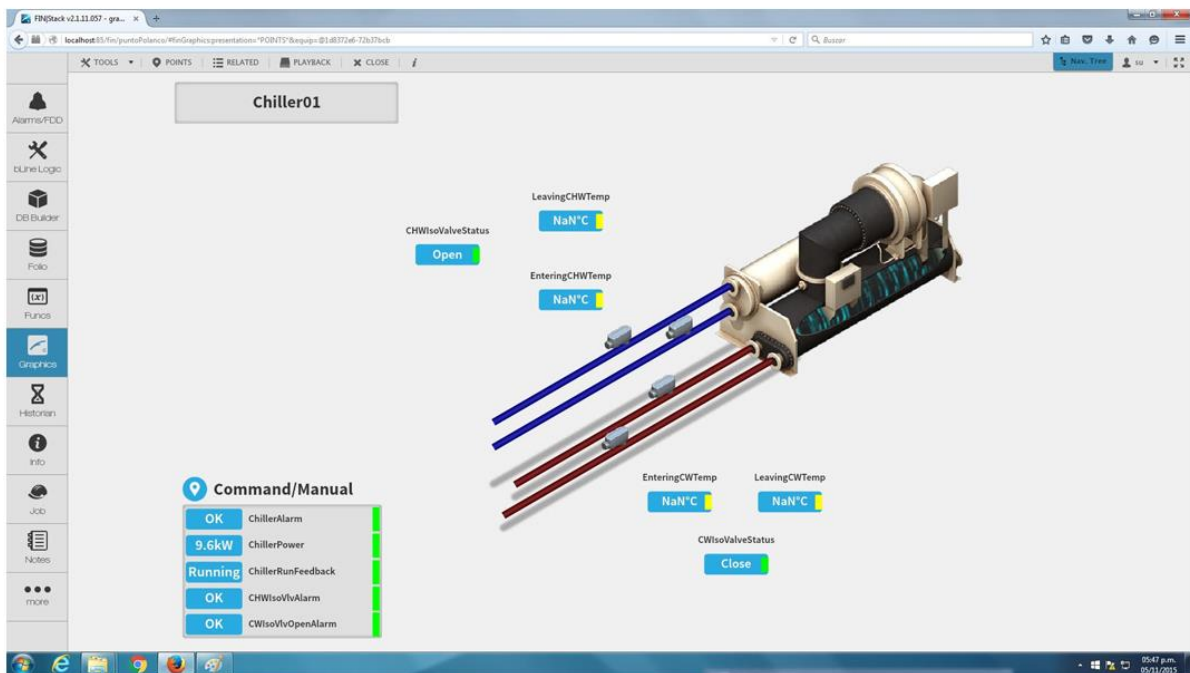 FIN|Stack v2.1.11.057 - gra...
localhost:85/fin/puntoPolanco/#finGraphics:presentation="POINTS"&equip=@1d8372e6-72b37bcb
Buscar
TOOLS POINTS RELATED PLAYBACK CLOSE i
Nav. Tree su
Chiller01
Alarms/FDD
bLine Logic
DB Builder
Folio
(x)
Funcs
Graphics
Historian
Info
Job
Notes
more
LeavingCHWTemp
NaN°C
CHWIsoValveStatus
Open
EnteringCHWTemp
NaN°C
EnteringCWTemp LeavingCWTemp
NaN°C NaN°C
CWIsoValveStatus
Close
Command/Manual
OK ChillerAlarm
9.6kW ChillerPower
Running ChillerRunFeedback
OK CHWIsoVlvAlarm
OK CWIsoVlvOpenAlarm
05:47 p.m.
05/11/2015